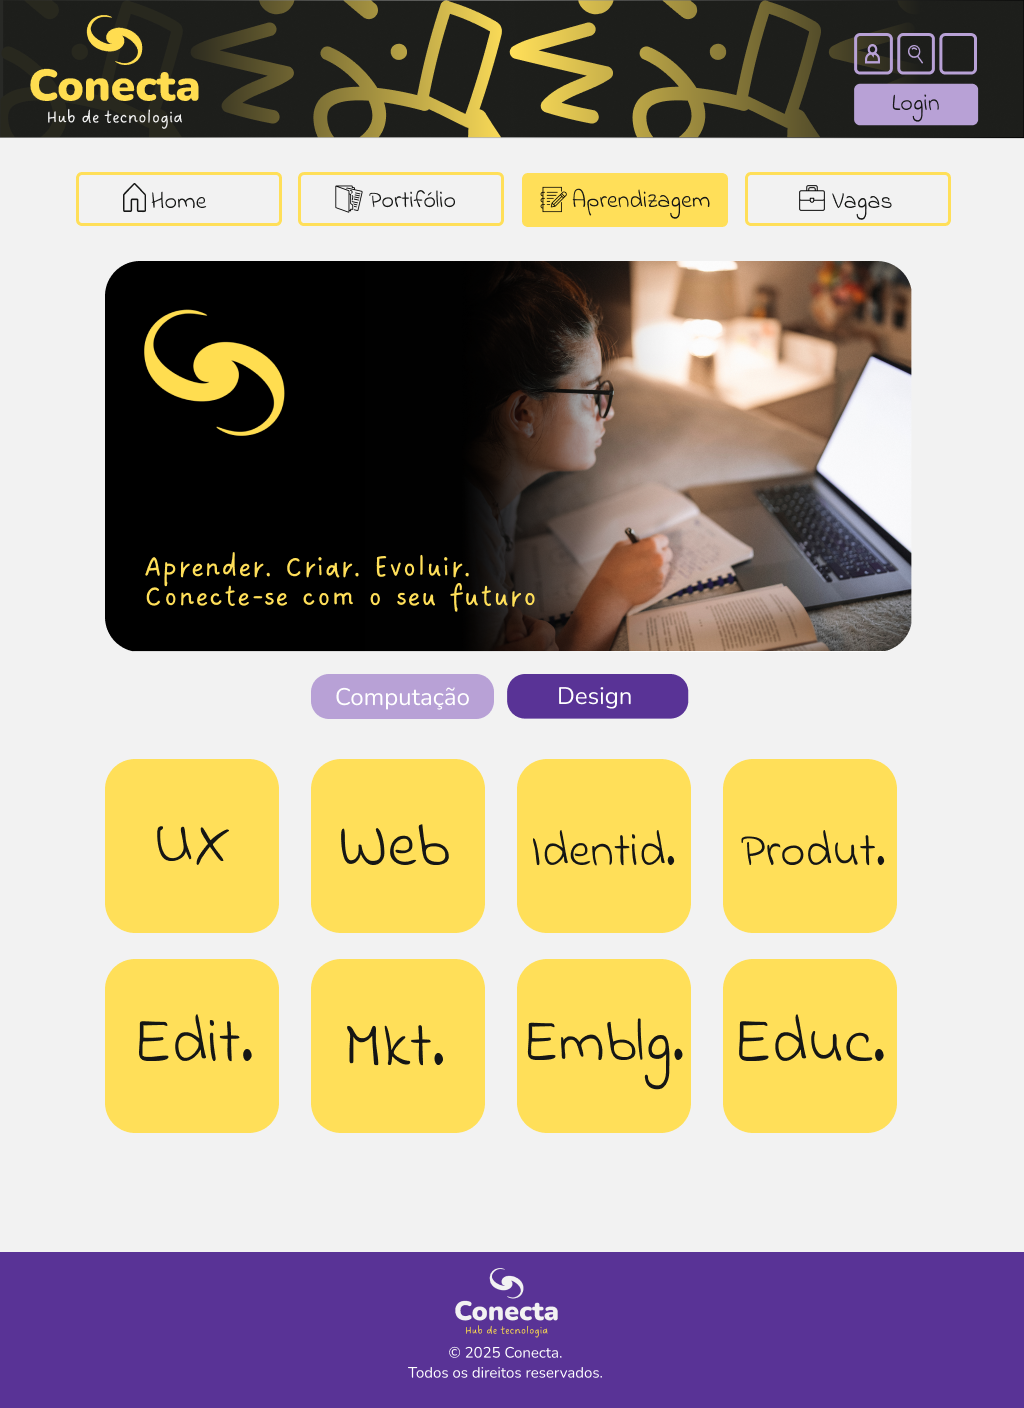 Conecta
Hub de tecnologia
Login
Home
Portifólio
Aprendizagem
Vagas
Aprender. Criar. Evoluir.
Conecte-se com o seu futuro
Computação
Design
UX
Web
Identid.
Produt.
Edit.
Mkt.
Emblg.
Educ.
Conecta
Hub de tecnologia
© 2025 Conecta.
Todos os direitos reservados.